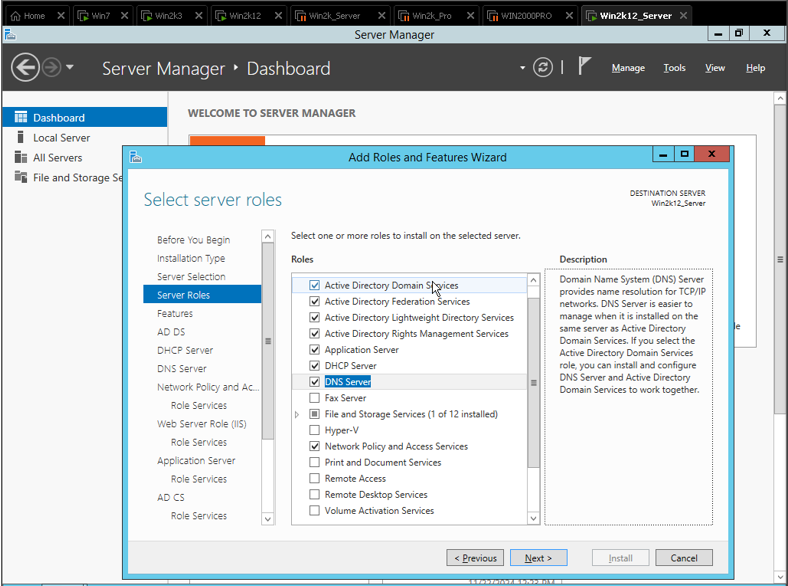 Home
Win7
Win2k3
Win2k12
Win2k_Server
Win2k_Pro
WIN2000PRO
Win2k12_Server
Server Manager
Server Manager
Dashboard
Manage
Tools
View
Help
Dashboard
Local Server
All Servers
File and Storage Se
WELCOME TO SERVER MANAGER
Add Roles and Features Wizard
Select server roles
DESTINATION SERVER
Win2k12_Server
Before You Begin
Installation Type
Server Selection
Server Roles
Features
AD DS
DHCP Server
DNS Server
Network Policy and Ac...
Role Services
Web Server Role (IIS)
Role Services
Application Server
Role Services
AD CS
Role Services
Select one or more roles to install on the selected server.
Roles
Active Directory Domain Services
Active Directory Federation Services
Active Directory Lightweight Directory Services
Active Directory Rights Management Services
Application Server
DHCP Server
DNS Server
Fax Server
File and Storage Services (1 of 12 installed)
Hyper-V
Network Policy and Access Services
Print and Document Services
Remote Access
Remote Desktop Services
Volume Activation Services
Description
Domain Name System (DNS) Server
provides name resolution for TCP/IP
networks. DNS Server is easier to
manage when it is installed on the
same server as Active Directory
Domain Services. If you select the
Active Directory Domain Services
role, you can install and configure
DNS Server and Active Directory
Domain Services to work together.
< Previous
Next >
Install
Cancel